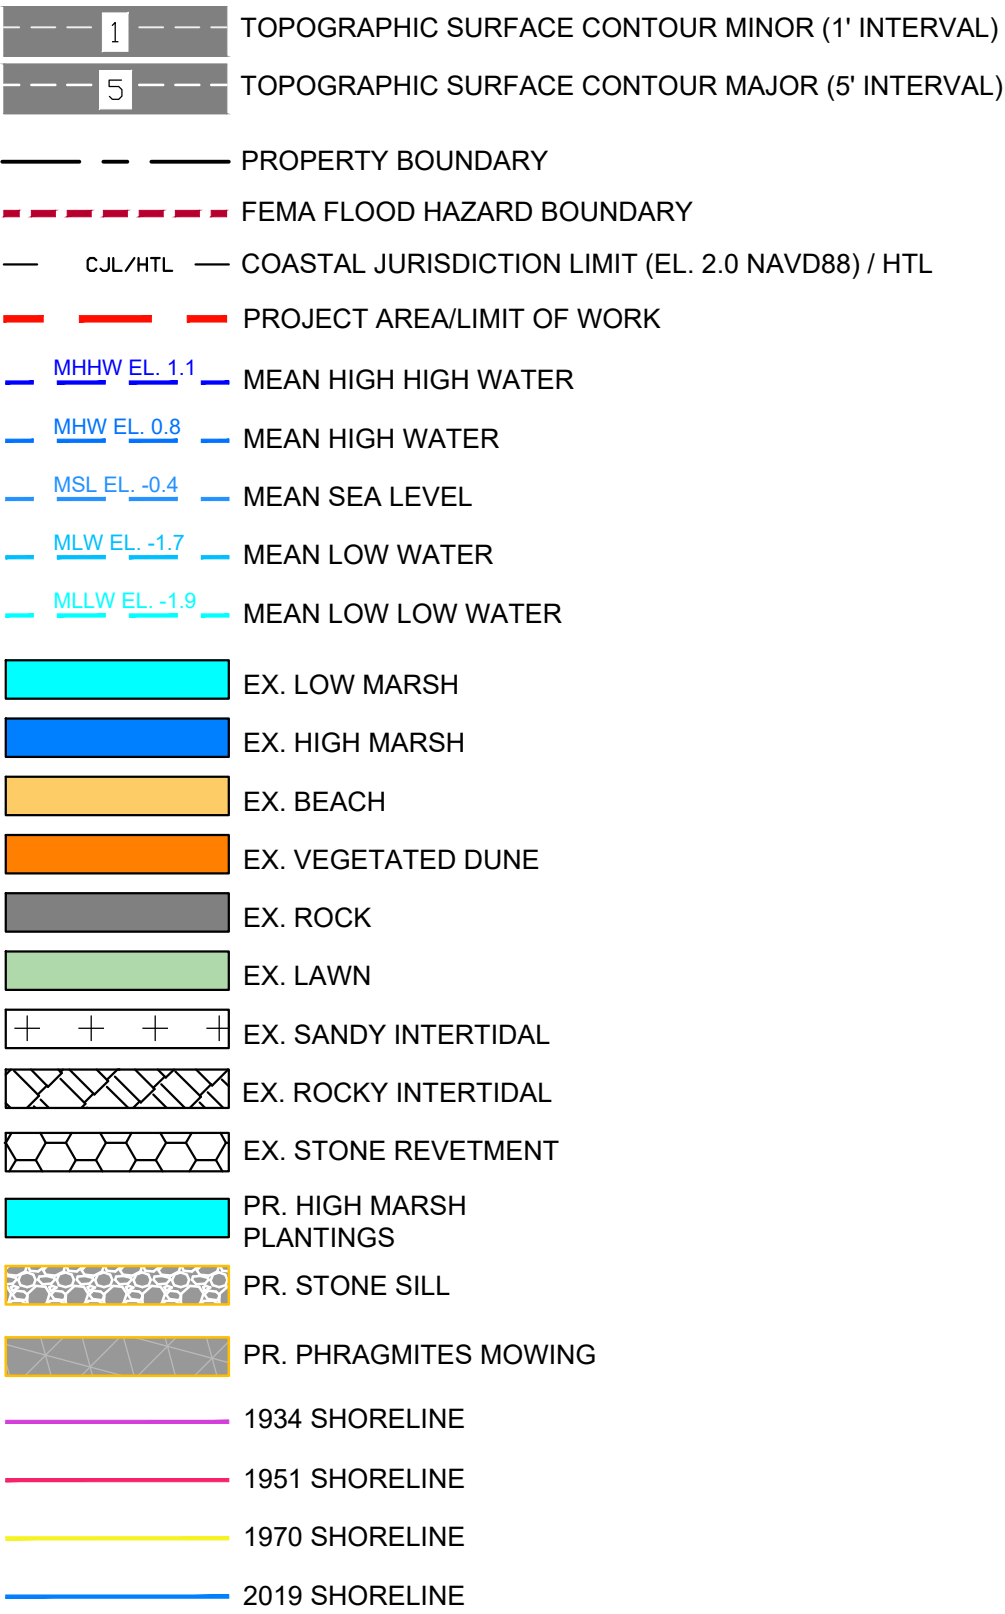 1 TOPOGRAPHIC SURFACE CONTOUR MINOR (1' INTERVAL)
5 TOPOGRAPHIC SURFACE CONTOUR MAJOR (5' INTERVAL)
PROPERTY BOUNDARY
FEMA FLOOD HAZARD BOUNDARY
CJL/HTL COASTAL JURISDICTION LIMIT (EL. 2.0 NAVD88) / HTL
PROJECT AREA/LIMIT OF WORK
MHHW EL. 1.1 MEAN HIGH HIGH WATER
MHW EL. 0.8 MEAN HIGH WATER
MSL EL. -0.4 MEAN SEA LEVEL
MLW EL. -1.7 MEAN LOW WATER
MLLW EL. -1.9 MEAN LOW LOW WATER
EX. LOW MARSH
EX. HIGH MARSH
EX. BEACH
EX. VEGETATED DUNE
EX. ROCK
EX. LAWN
EX. SANDY INTERTIDAL
EX. ROCKY INTERTIDAL
EX. STONE REVETMENT
PR. HIGH MARSH
PLANTINGS
PR. STONE SILL
PR. PHRAGMITES MOWING
1934 SHORELINE
1951 SHORELINE
1970 SHORELINE
2019 SHORELINE